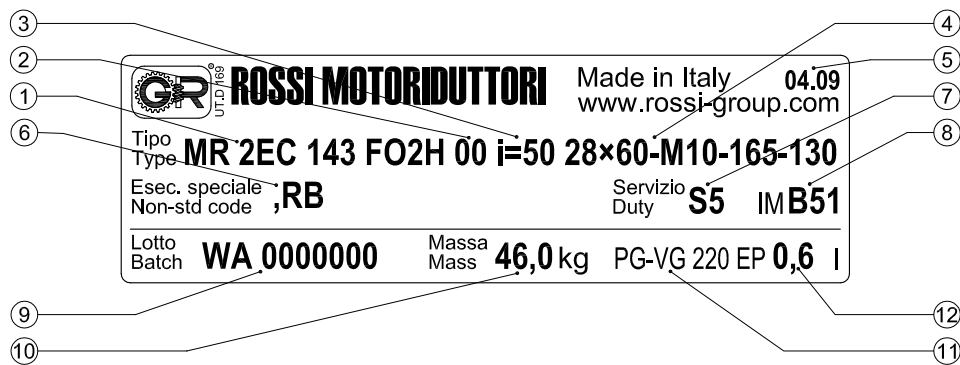 3
4
2
5
1
7
6
8
GR
®
UT.D 169
ROSSI MOTORIDUTTORI
Made in Italy 04.09
www.rossi-group.com
Tipo
Type MR 2EC 143 FO2H 00 i=50 28×60-M10-165-130
Esec. speciale
Non-std code ,RB
Servizio
Duty S5 IM B51
Lotto
Batch WA 0000000
Massa
Mass 46,0 kg PG-VG 220 EP 0,6 l
9
12
10
11